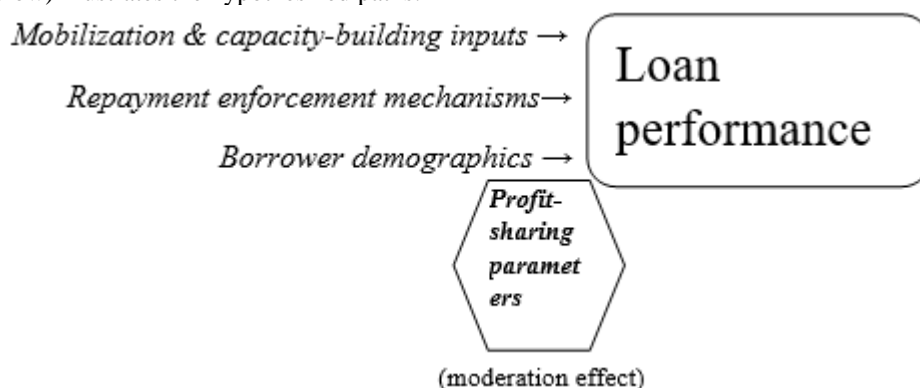 Mobilization & capacity-building inputs →
Repayment enforcement mechanisms→
Borrower demographics →
Loan
performance
Profit-
sharing
paramet
ers
(moderation effect)